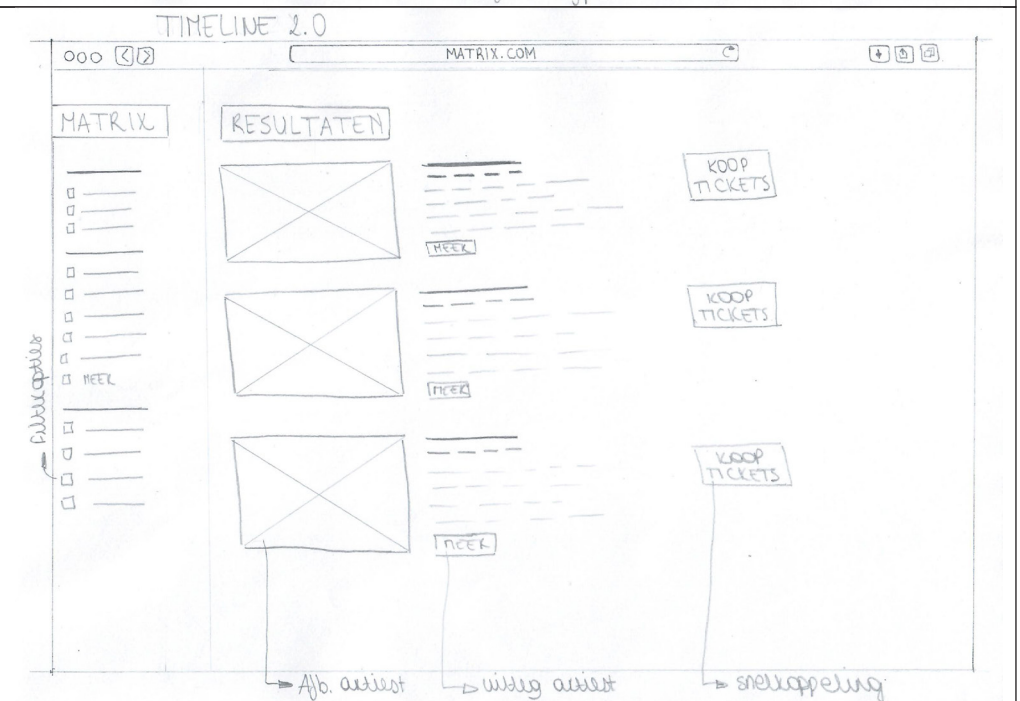 TIMELINE 2.0
MATRIX.COM
MATRIX
RESULTATEN
KOOP
TICKETS
MEER
KOOP
TICKETS
MEER
MEER
KOOP
TICKETS
MEER
Filteropties
Afb. artiest
uitleg artiest
snelkoppeling